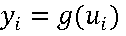 yᵢ = g(uᵢ)